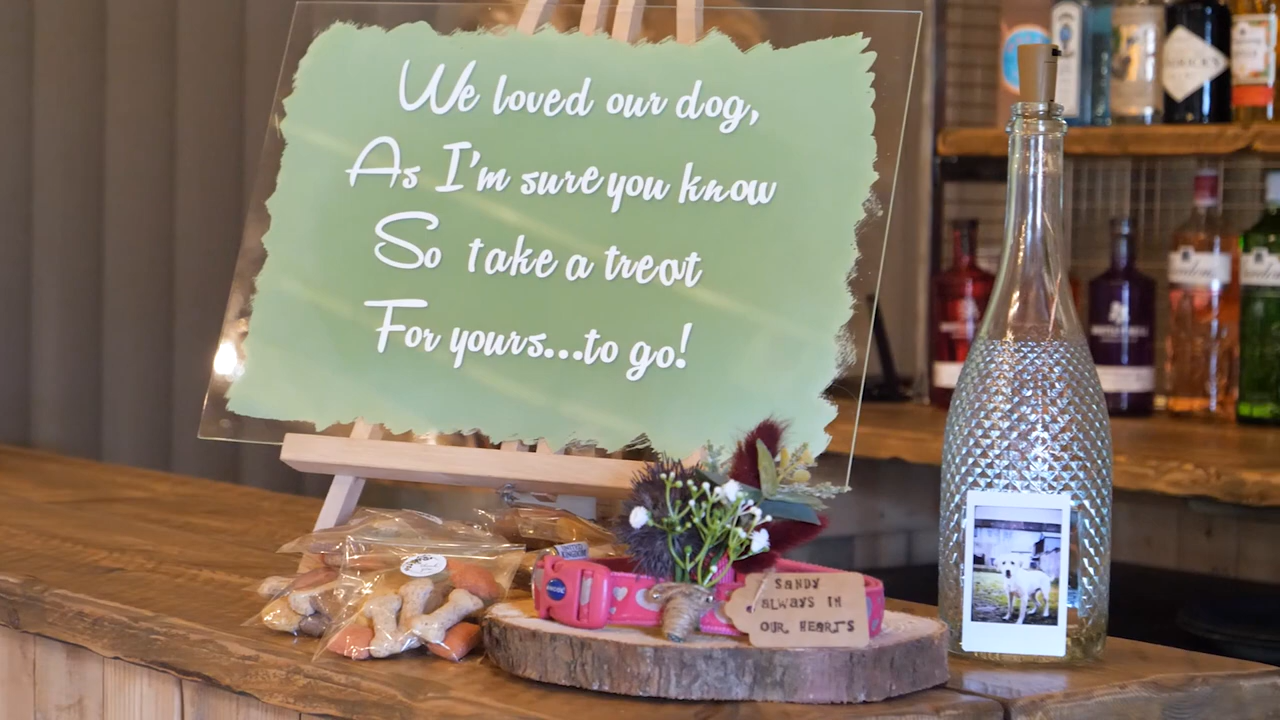 We loved our dog,
As I'm sure you know
So take a treat
For yours...to go!
SANDY
ALWAYS IN
OUR HEARTS